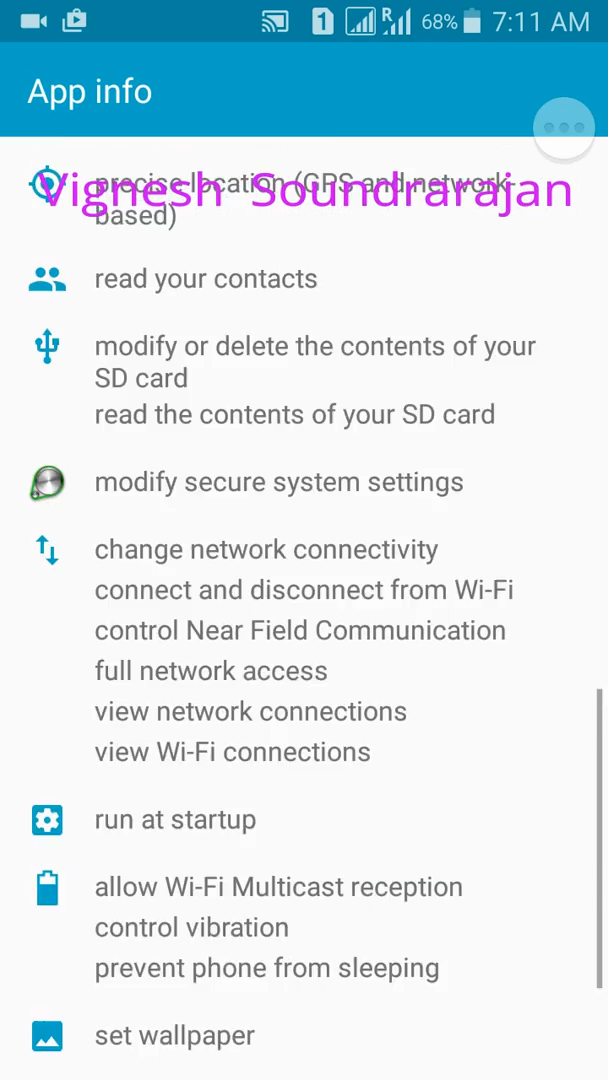 68% 7:11 AM
App info
precise location (GPS and network-
based)
Vignesh Soundrarajan
read your contacts
modify or delete the contents of your
SD card
read the contents of your SD card
modify secure system settings
change network connectivity
connect and disconnect from Wi-Fi
control Near Field Communication
full network access
view network connections
view Wi-Fi connections
run at startup
allow Wi-Fi Multicast reception
control vibration
prevent phone from sleeping
set wallpaper